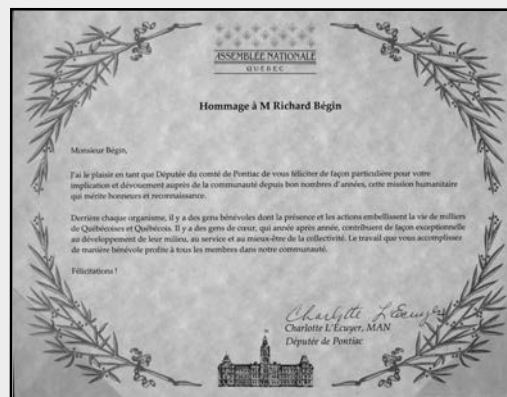 ASSEMBLÉE NATIONALE
QUÉBEC
Hommage à M Richard Bégin
Monsieur Bégin,
J'ai le plaisir en tant que Députée du comté de Pontiac de vous féliciter de façon particulière pour votre
implication et dévouement auprès de la communauté depuis bon nombres d'années, cette mission humanitaire
qui mérite honneurs et reconnaissance.
Derrière chaque organisme, il y a des gens bénévoles dont la présence et les actions embellissent la vie de milliers
de Québécoises et Québécois. Il y a des gens de cœur, qui année après année, contribuent de façon exceptionnelle
au développement de leur milieu, au service et au mieux-être de la collectivité. Le travail que vous accomplissez
de manière bénévole profite à tous les membres dans notre communauté.
Félicitations !
Charlotte L'Écuyer
Charlotte L'Écuyer, MAN
Députée de Pontiac